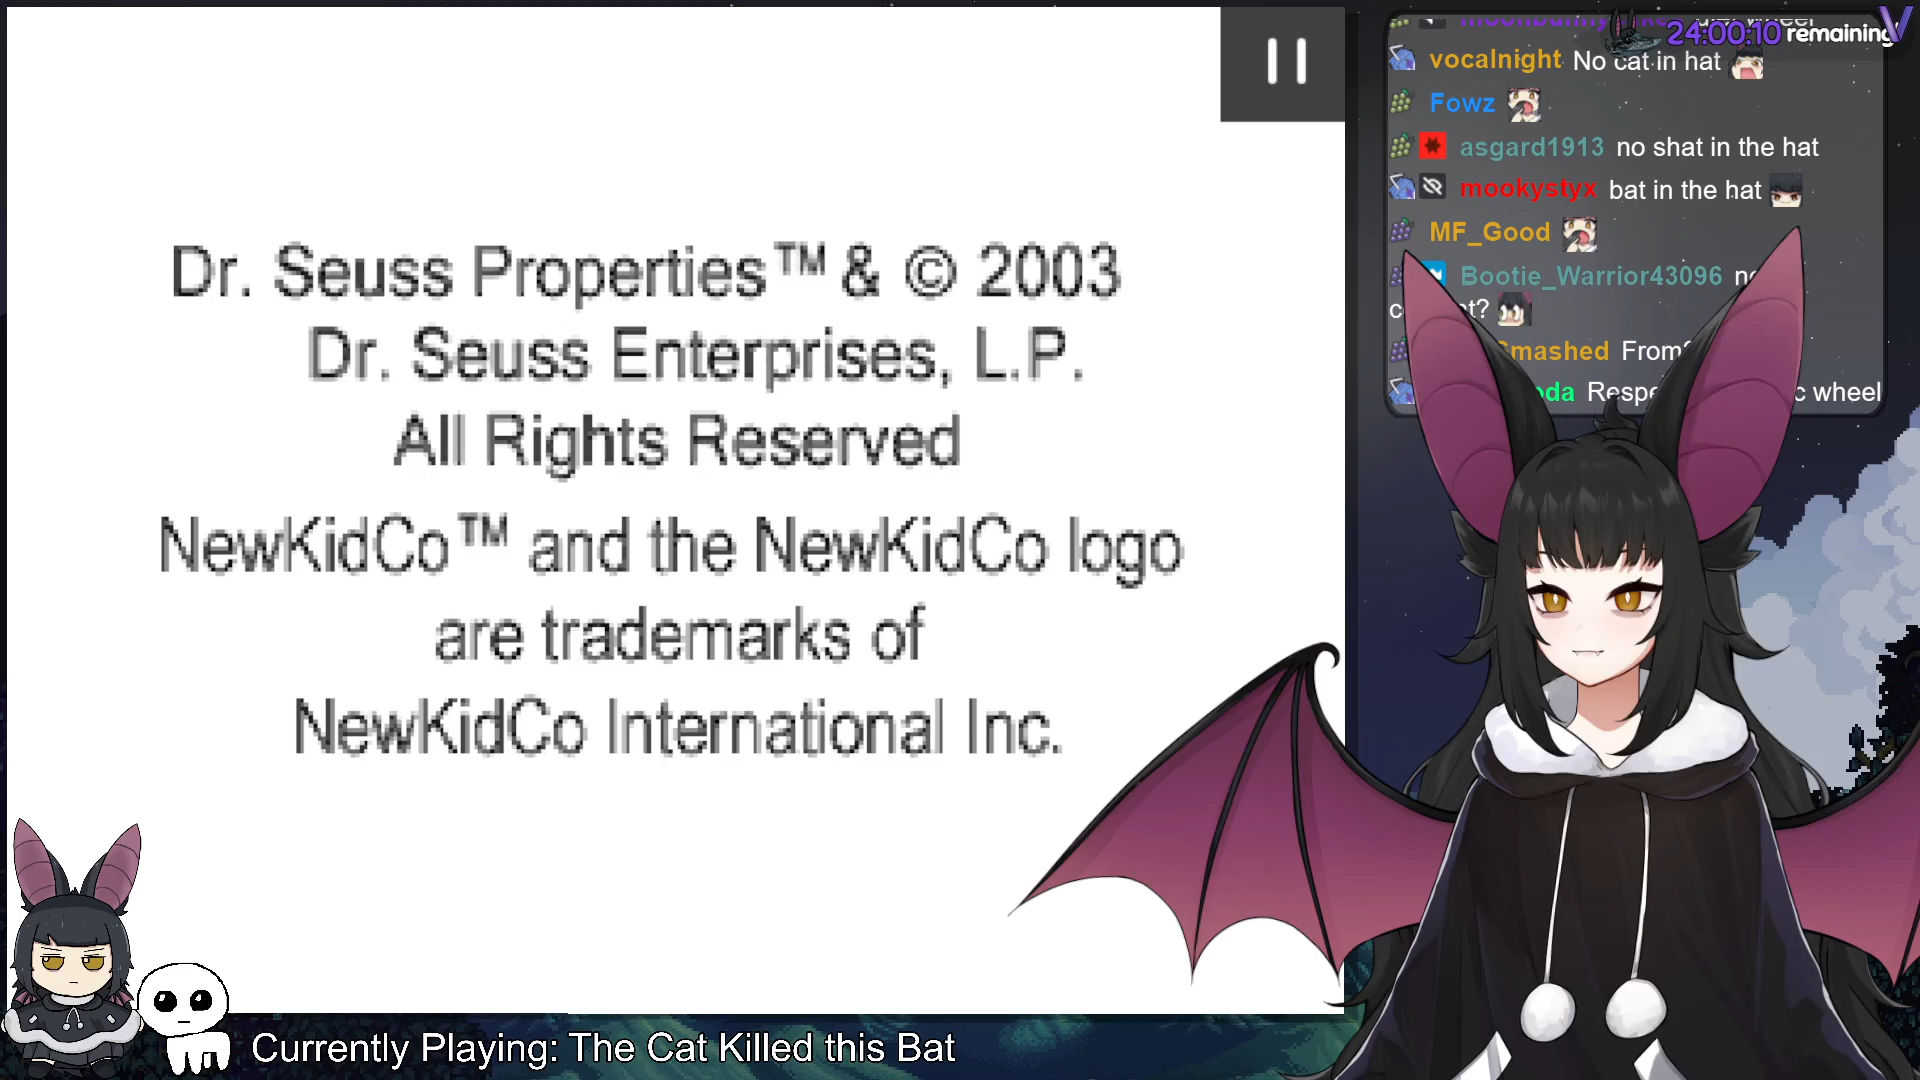 Dr. Seuss Properties™ & © 2003
Dr. Seuss Enterprises, L.P.
All Rights Reserved
NewKidCo™ and the NewKidCo logo
are trademarks of
NewKidCo International Inc.
24:00:10 remaining
vocalnight No cat in hat
Fowz
asgard1913 no shat in the hat
mookystyx bat in the hat
MF_Good
Bootie_Warrior43096
wheel
Currently Playing: The Cat Killed this Bat